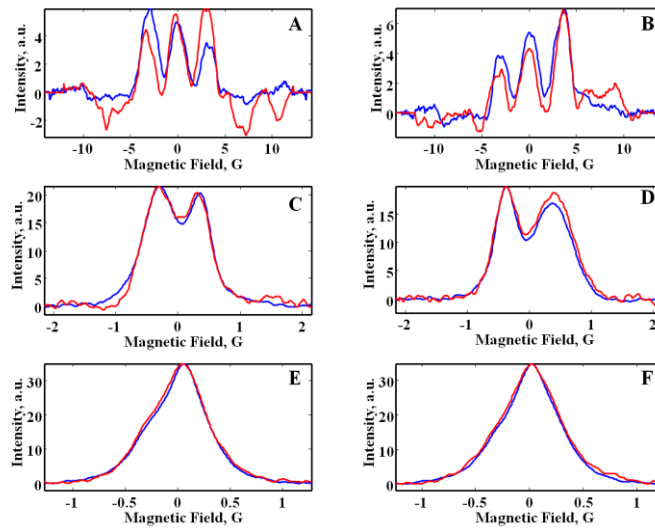 A
Intensity, a.u.
4
2
0
-2
-10 -5 0 5 10
Magnetic Field, G
B
Intensity, a.u.
6
4
2
0
-10 -5 0 5 10
Magnetic Field, G
C
Intensity, a.u.
20
15
10
5
0
-2 -1 0 1 2
Magnetic Field, G
D
Intensity, a.u.
15
10
5
0
-2 -1 0 1 2
Magnetic Field, G
E
Intensity, a.u.
30
20
10
0
-1 -0.5 0 0.5 1
Magnetic Field, G
F
Intensity, a.u.
30
20
10
0
-1 -0.5 0 0.5 1
Magnetic Field, G